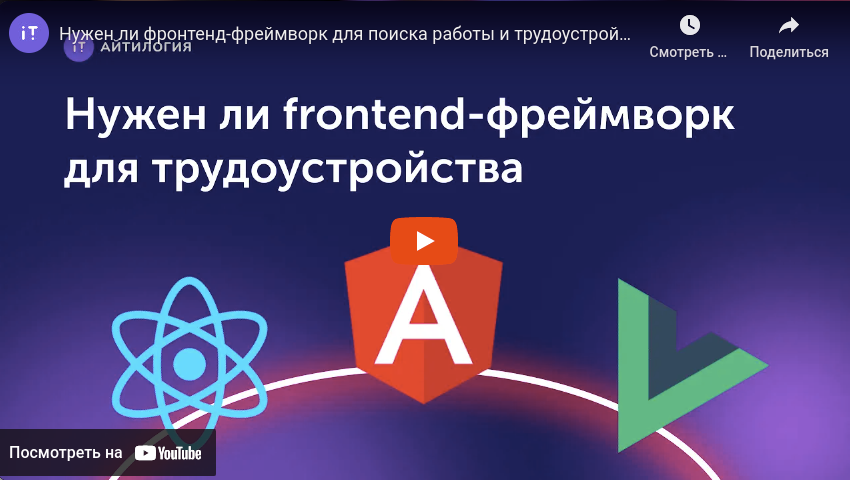 Нужен ли фронтенд-фреймворк для поиска работы и трудоустрой...
Смотреть ...
Поделиться
iT АЙТИЛОГИЯ
Нужен ли frontend-фреймворк
для трудоустройства
A
Посмотреть на YouTube